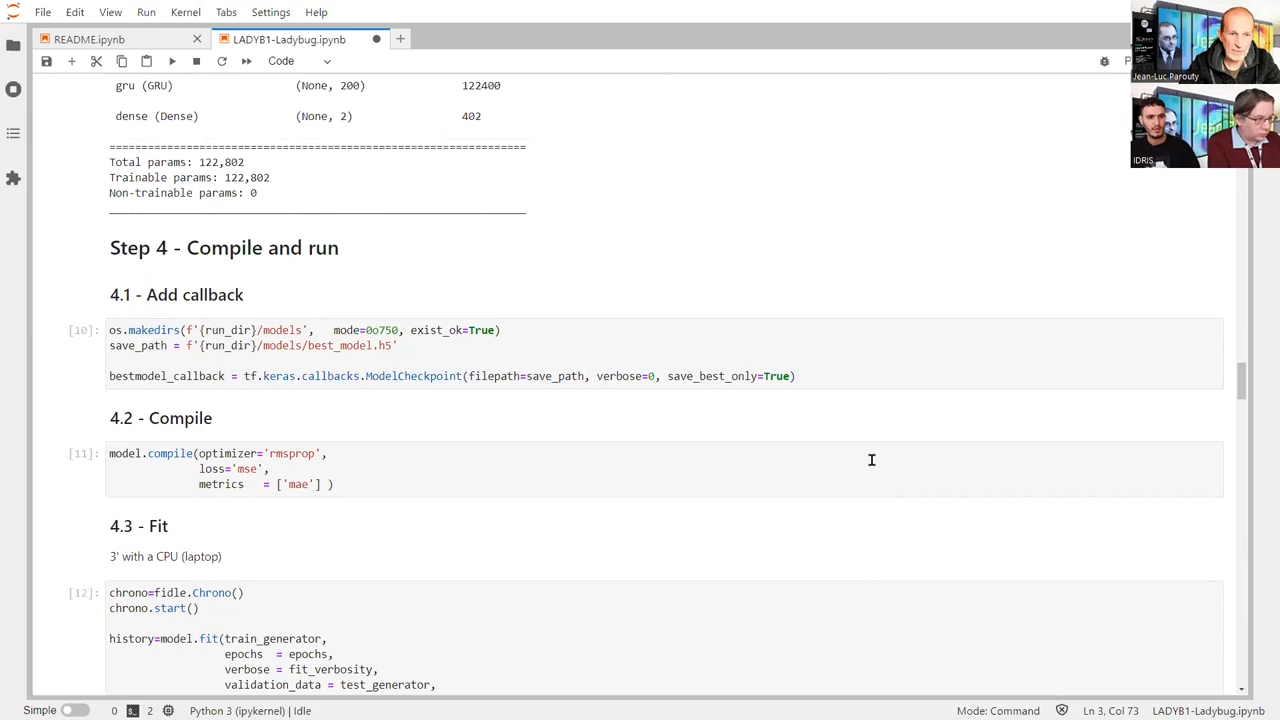 File Edit View Run Kernel Tabs Settings Help
README.ipynb LADYB1-Ladybug.ipynb
Code
gru (GRU) (None, 200) 122400
dense (Dense) (None, 2) 402
=================================================================
Total params: 122,802
Trainable params: 122,802
Non-trainable params: 0
_________________________________________________________________
Step 4 - Compile and run
4.1 - Add callback
[10]: os.makedirs(f'{run_dir}/models', mode=0o750, exist_ok=True)
save_path = f'{run_dir}/models/best_model.h5'
bestmodel_callback = tf.keras.callbacks.ModelCheckpoint(filepath=save_path, verbose=0, save_best_only=True)
4.2 - Compile
[11]: model.compile(optimizer='rmsprop',
loss='mse',
metrics = ['mae'] )
4.3 - Fit
3' with a CPU (laptop)
[12]: chrono=fidle.Chrono()
chrono.start()
history=model.fit(train_generator,
epochs = epochs,
verbose = fit_verbosity,
validation_data = test_generator,
Simple 0 2 Python 3 (ipykernel) | Idle Mode: Command Ln 3, Col 73 LADYB1-Ladybug.ipynb
Jean-Luc Parouty
IDRIS